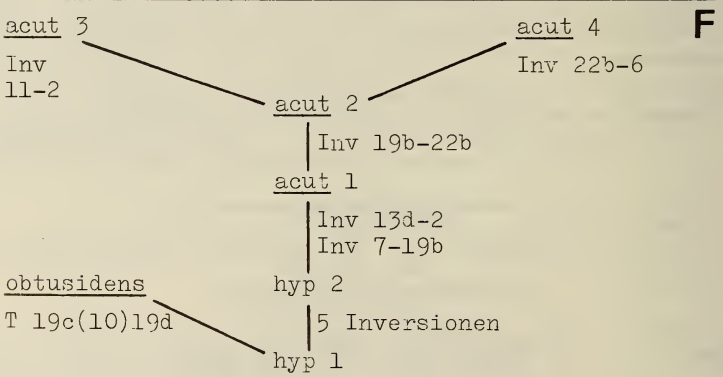 acut 3
acut 4
F
Inv
11-2
Inv 22b-6
acut 2
Inv 19b-22b
acut 1
Inv 13d-2
Inv 7-19b
obtusidens
hyp 2
T 19c(10)19d
5 Inversionen
hyp 1